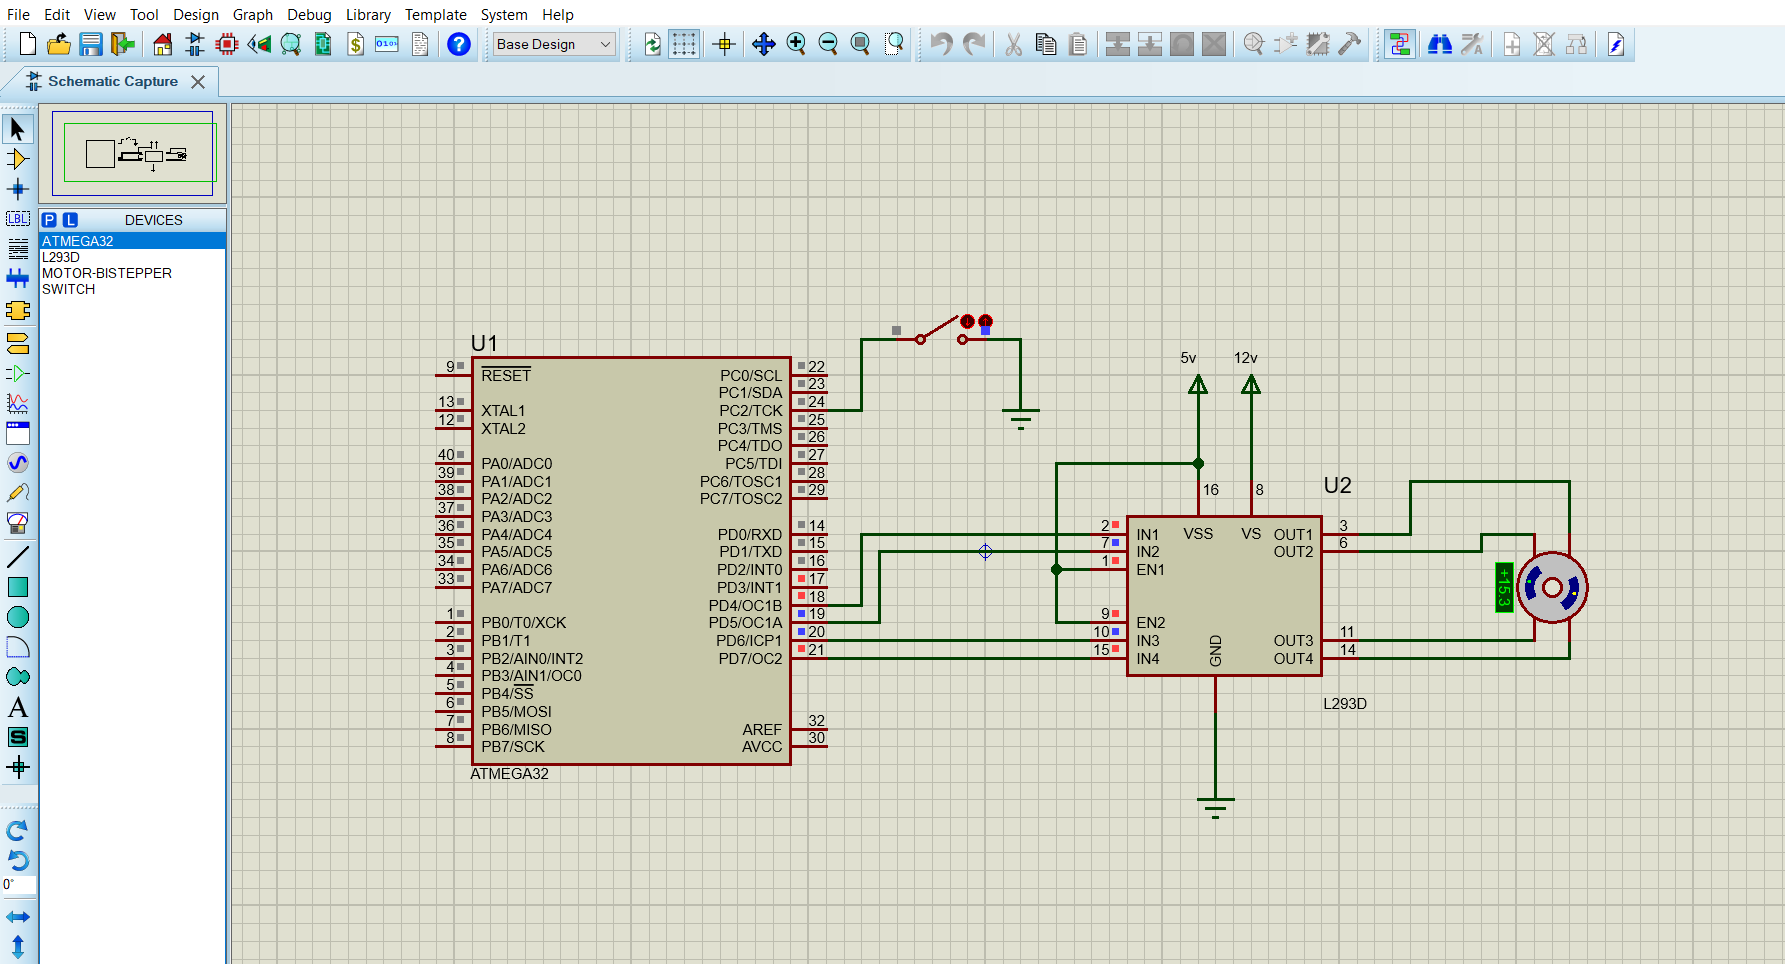 File Edit View Tool Design Graph Debug Library Template System Help
$ 0101 ? Base Design
Schematic Capture
P L DEVICES
ATMEGA32
L293D
MOTOR-BISTEPPER
SWITCH
LBL
A
S
0°
U1
9 RESET
13 XTAL1
12 XTAL2
40 PA0/ADC0
39 PA1/ADC1
38 PA2/ADC2
37 PA3/ADC3
36 PA4/ADC4
35 PA5/ADC5
34 PA6/ADC6
33 PA7/ADC7
1 PB0/T0/XCK
2 PB1/T1
3 PB2/AIN0/INT2
4 PB3/AIN1/OC0
5 PB4/SS
6 PB5/MOSI
7 PB6/MISO
8 PB7/SCK
PC0/SCL 22
PC1/SDA 23
PC2/TCK 24
PC3/TMS 25
PC4/TDO 26
PC5/TDI 27
PC6/TOSC1 28
PC7/TOSC2 29
PD0/RXD 14
PD1/TXD 15
PD2/INT0 16
PD3/INT1 17
PD4/OC1B 18
PD5/OC1A 19
PD6/ICP1 20
PD7/OC2 21
AREF 32
AVCC 30
ATMEGA32
5v 12v
16 8 U2
2 IN1 VSS VS OUT1 3
7 IN2 OUT2 6
1 EN1
9 EN2
10 IN3 OUT3 11
15 IN4 OUT4 14
GND
L293D
+15.3